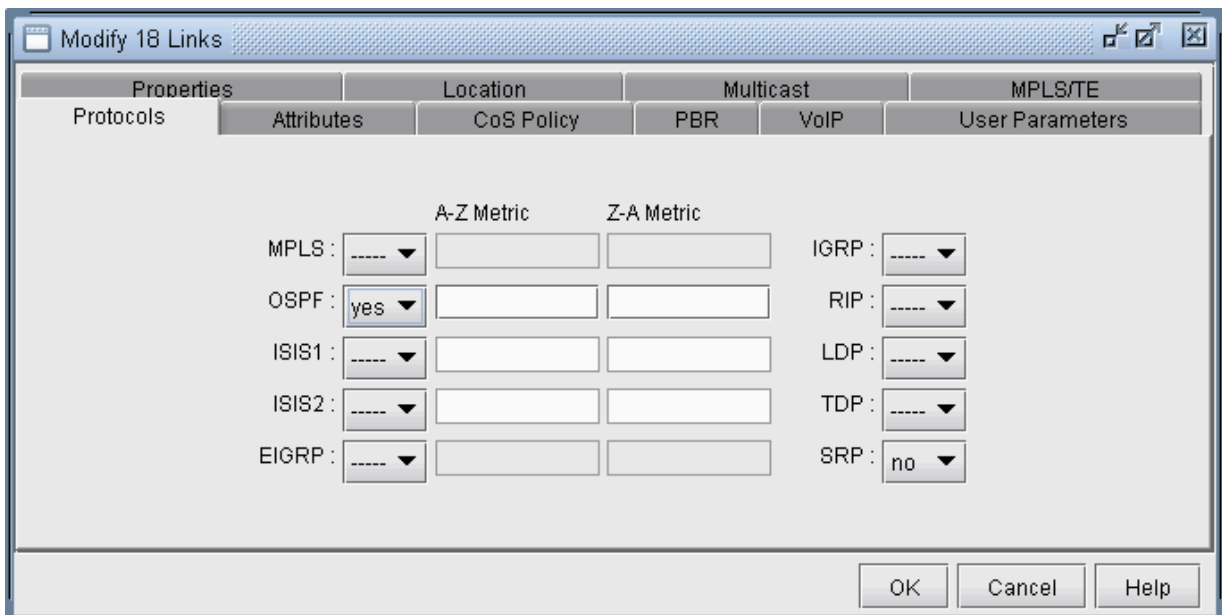 Modify 18 Links
Properties Location Multicast MPLS/TE
Protocols Attributes CoS Policy PBR VoIP User Parameters
A-Z Metric Z-A Metric
MPLS : ----- IGRP : -----
OSPF : yes RIP : -----
ISIS1 : ----- LDP : -----
ISIS2 : ----- TDP : -----
EIGRP : ----- SRP : no
OK Cancel Help